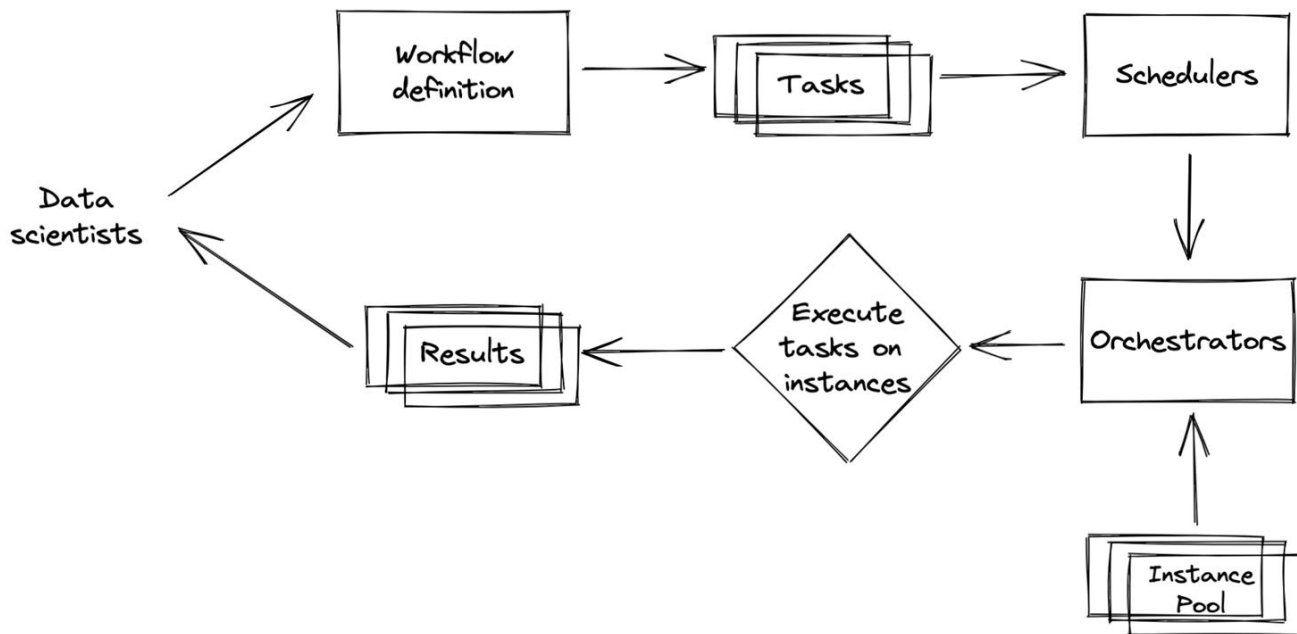 Workflow
definition
Tasks
Schedulers
Data
scientists
Execute
tasks on
instances
Orchestrators
Results
Instance
Pool